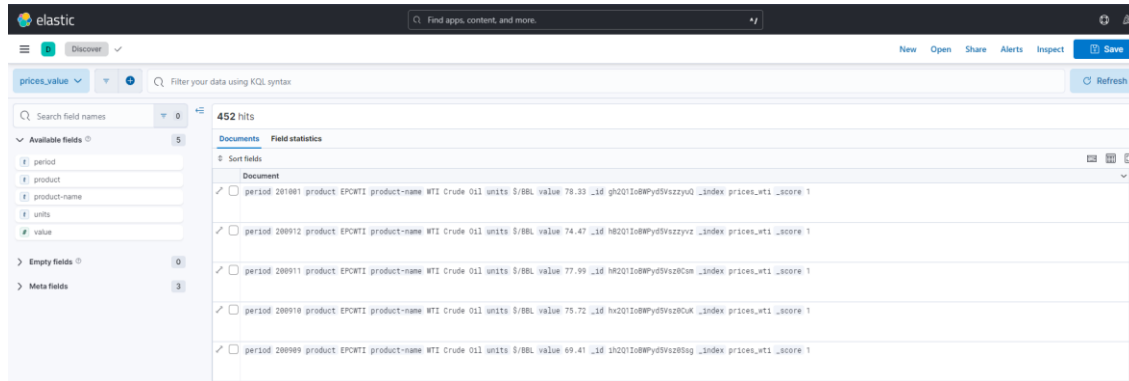 elastic
Find apps, content, and more.
D Discover
New Open Share Alerts Inspect Save
prices_value Filter your data using KQL syntax Refresh
Search field names 0
452 hits
Available fields 5
Documents Field statistics
Sort fields
Document
period
product
product-name
units
value
Empty fields 0
Meta fields 3
period 201001 product EPCWTI product-name WTI Crude Oil units $/BBL value 78.33 _id _index prices_wti _score 1
period 200912 product EPCWTI product-name WTI Crude Oil units $/BBL value 74.47 _id _index prices_wti _score 1
period 200911 product EPCWTI product-name WTI Crude Oil units $/BBL value 77.99 _id _index prices_wti _score 1
period 200910 product EPCWTI product-name WTI Crude Oil units $/BBL value 75.72 _id _index prices_wti _score 1
period 200909 product EPCWTI product-name WTI Crude Oil units $/BBL value 69.41 _id _index prices_wti _score 1